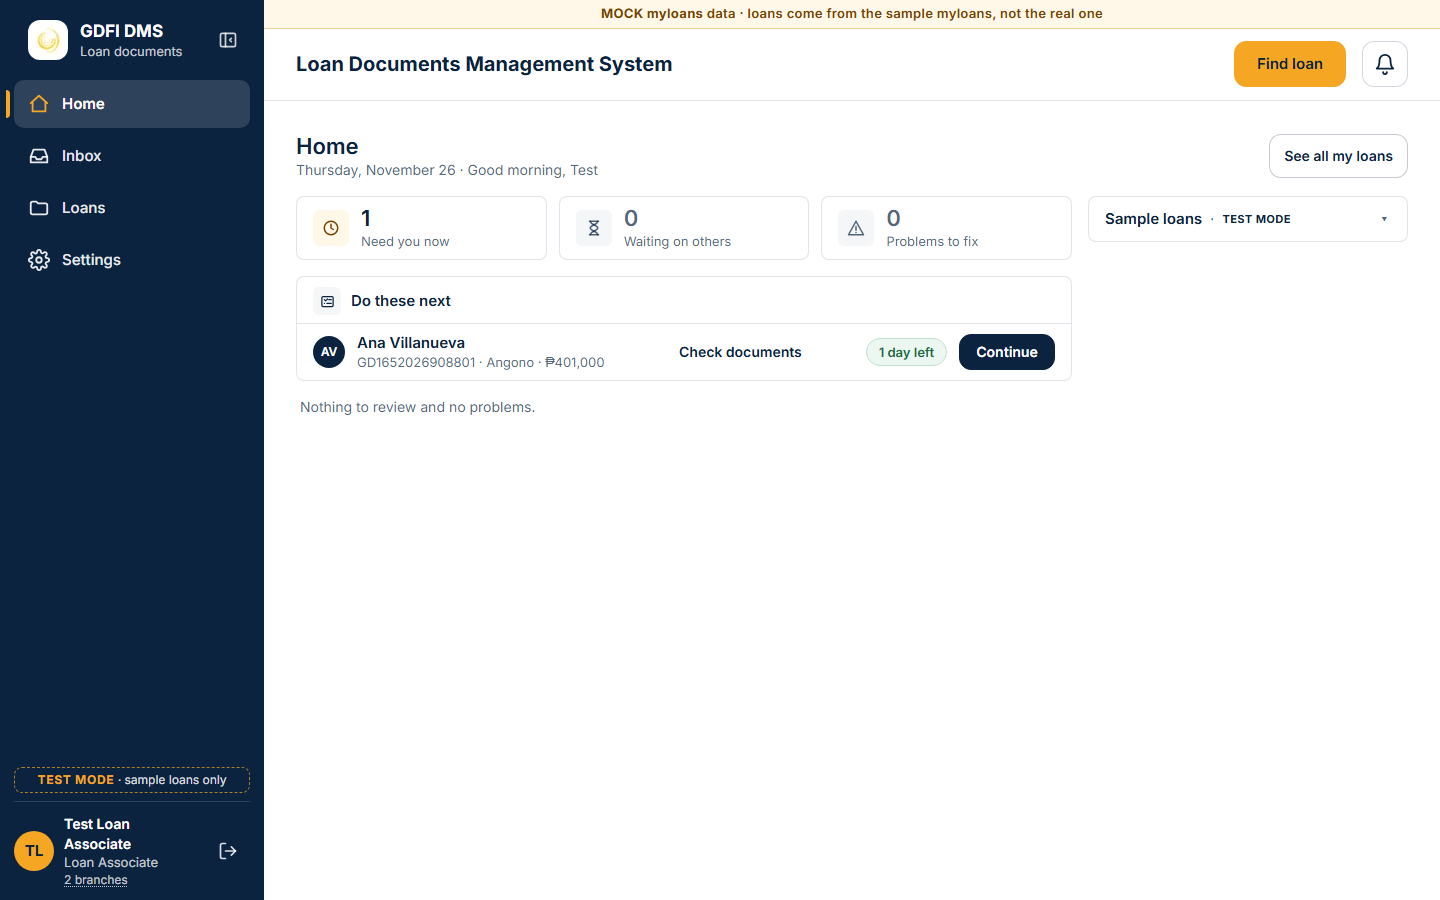 MOCK myloans data · loans come from the sample myloans, not the real one
GDFI DMS
Loan documents
Home
Inbox
Loans
Settings
TEST MODE · sample loans only
TL
Test Loan
Associate
Loan Associate
2 branches
Loan Documents Management System
Find loan
Home
Thursday, November 26 · Good morning, Test
See all my loans
1
Need you now
0
Waiting on others
0
Problems to fix
Sample loans · TEST MODE
Do these next
AV
Ana Villanueva
GD1652026908801 · Angono · ₱401,000
Check documents
1 day left
Continue
Nothing to review and no problems.